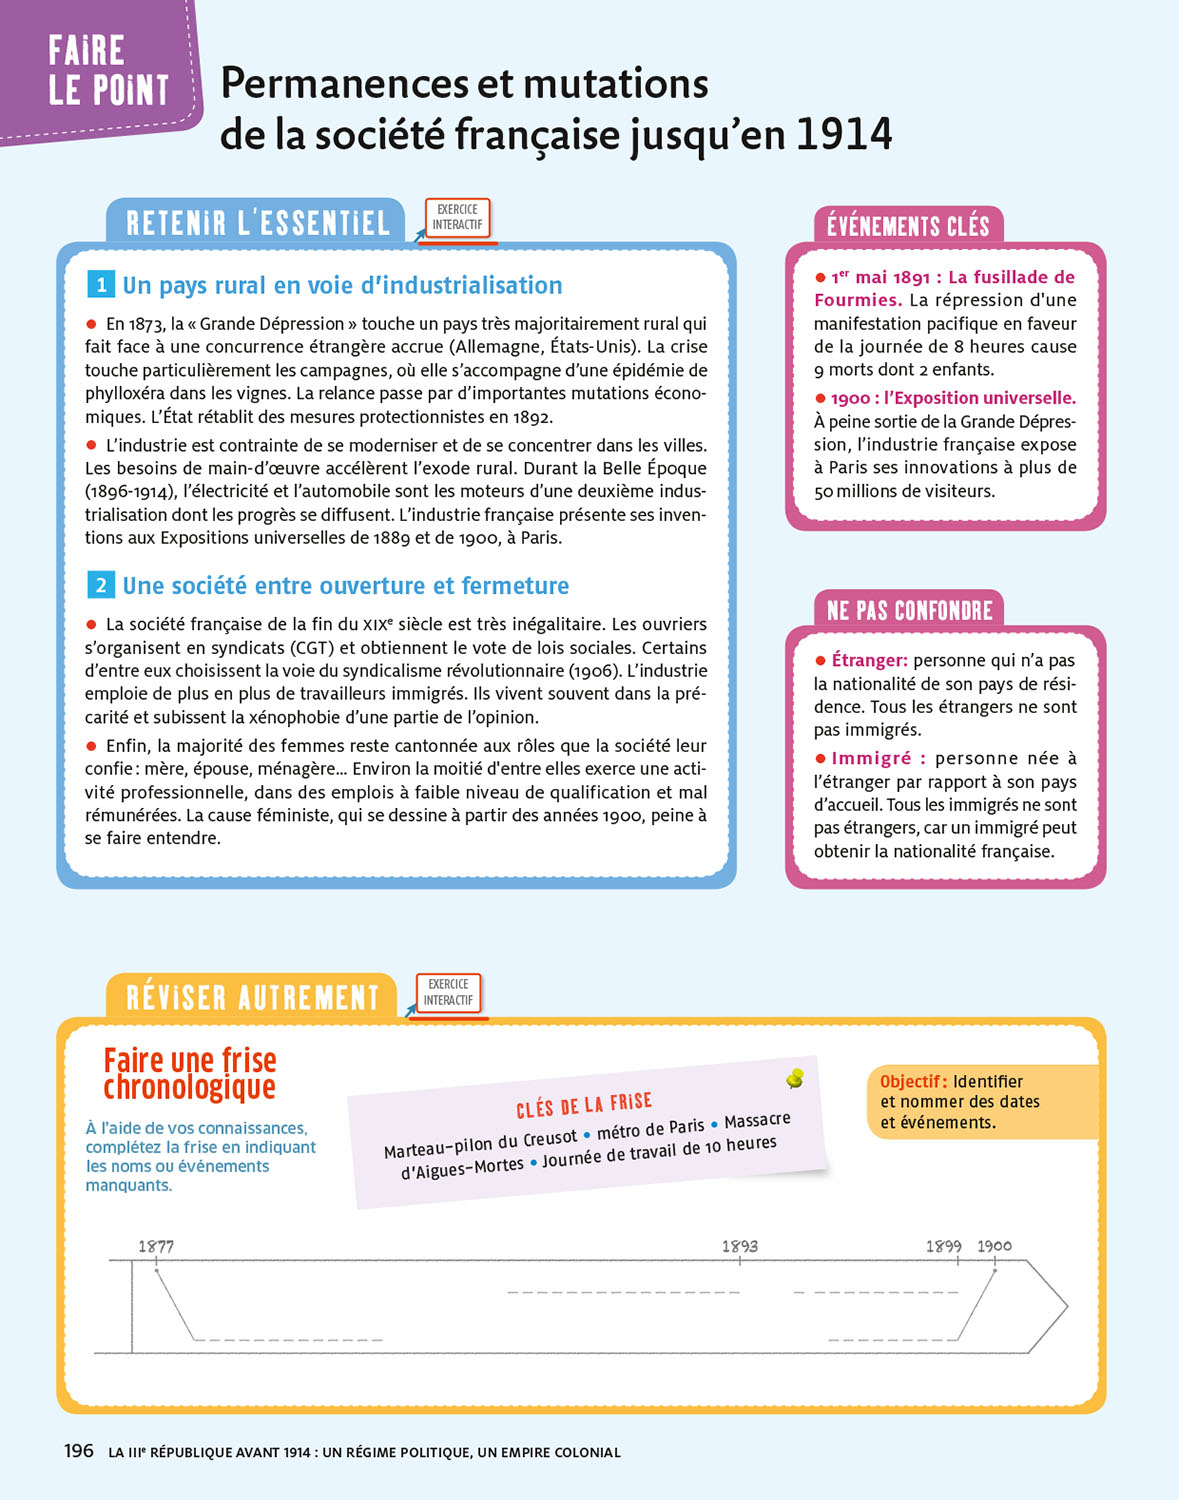 FAIRE
LE POINT
Permanences et mutations
de la société française jusqu'en 1914
RETENIR L'ESSENTIEL
EXERCICE
INTERACTIF
1 Un pays rural en voie d'industrialisation
• En 1873, la « Grande Dépression » touche un pays très majoritairement rural qui
fait face à une concurrence étrangère accrue (Allemagne, États-Unis). La crise
touche particulièrement les campagnes, où elle s'accompagne d'une épidémie de
phylloxéra dans les vignes. La relance passe par d'importantes mutations écono-
miques. L'État rétablit des mesures protectionnistes en 1892.
• L'industrie est contrainte de se moderniser et de se concentrer dans les villes.
Les besoins de main-d'œuvre accélèrent l'exode rural. Durant la Belle Époque
(1896-1914), l'électricité et l'automobile sont les moteurs d'une deuxième indus-
trialisation dont les progrès se diffusent. L'industrie française présente ses inven-
tions aux Expositions universelles de 1889 et de 1900, à Paris.
2 Une société entre ouverture et fermeture
• La société française de la fin du XIXe siècle est très inégalitaire. Les ouvriers
s'organisent en syndicats (CGT) et obtiennent le vote de lois sociales. Certains
d'entre eux choisissent la voie du syndicalisme révolutionnaire (1906). L'industrie
emploie de plus en plus de travailleurs immigrés. Ils vivent souvent dans la pré-
carité et subissent la xénophobie d'une partie de l'opinion.
• Enfin, la majorité des femmes reste cantonnée aux rôles que la société leur
confie : mère, épouse, ménagère... Environ la moitié d'entre elles exerce une acti-
vité professionnelle, dans des emplois à faible niveau de qualification et mal
rémunérées. La cause féministe, qui se dessine à partir des années 1900, peine à
se faire entendre.
ÉVÉNEMENTS CLÉS
• 1er mai 1891 : La fusillade de
Fourmies. La répression d'une
manifestation pacifique en faveur
de la journée de 8 heures cause
9 morts dont 2 enfants.
• 1900 : l'Exposition universelle.
À peine sortie de la Grande Dépres-
sion, l'industrie française expose
à Paris ses innovations à plus de
50 millions de visiteurs.
NE PAS CONFONDRE
• Étranger: personne qui n'a pas
la nationalité de son pays de rési-
dence. Tous les étrangers ne sont
pas immigrés.
• Immigré : personne née à
l'étranger par rapport à son pays
d'accueil. Tous les immigrés ne sont
pas étrangers, car un immigré peut
obtenir la nationalité française.
RÉVISER AUTREMENT
EXERCICE
INTERACTIF
Faire une frise
chronologique
À l'aide de vos connaissances,
complétez la frise en indiquant
les noms ou événements
manquants.
CLÉS DE LA FRISE
Marteau-pilon du Creusot • métro de Paris • Massacre
d'Aigues-Mortes • Journée de travail de 10 heures
Objectif : Identifier
et nommer des dates
et événements.
1877 1893 1899 1900
196 LA IIIe RÉPUBLIQUE AVANT 1914 : UN RÉGIME POLITIQUE, UN EMPIRE COLONIAL